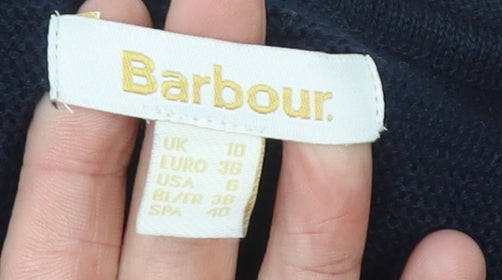 Barbour.
UK 10
EURO 36
USA 6
BL/FR 38
SPA 40